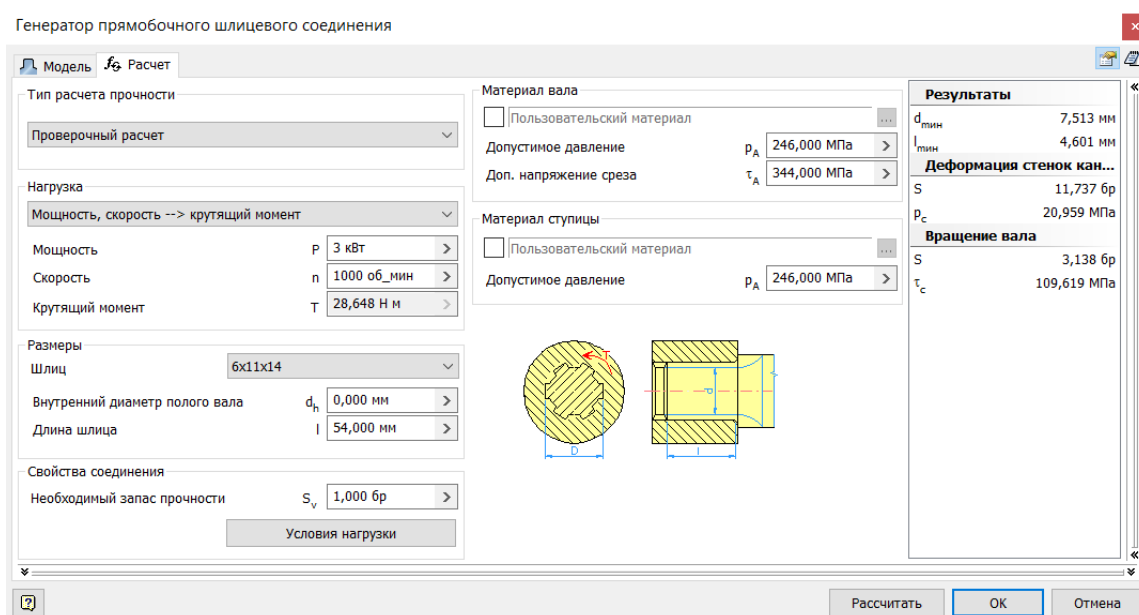 Генератор прямобочного шлицевого соединения
Модель
Расчет
Тип расчета прочности
Проверочный расчет
Нагрузка
Мощность, скорость --> крутящий момент
Мощность P 3 кВт
Скорость n 1000 об_мин
Крутящий момент T 28,648 Н м
Размеры
Шлиц 6x11x14
Внутренний диаметр полого вала dh 0,000 мм
Длина шлица l 54,000 мм
Свойства соединения
Необходимый запас прочности Sv 1,000 бр
Условия нагрузки
Материал вала
Пользовательский материал ...
Допустимое давление pA 246,000 МПа
Доп. напряжение среза τA 344,000 МПа
Материал ступицы
Пользовательский материал ...
Допустимое давление pA 246,000 МПа
T
d
D
l
Результаты
dмин 7,513 мм
lмин 4,601 мм
Деформация стенок кан...
S 11,737 бр
pc 20,959 МПа
Вращение вала
S 3,138 бр
τc 109,619 МПа
Рассчитать
ОК
Отмена